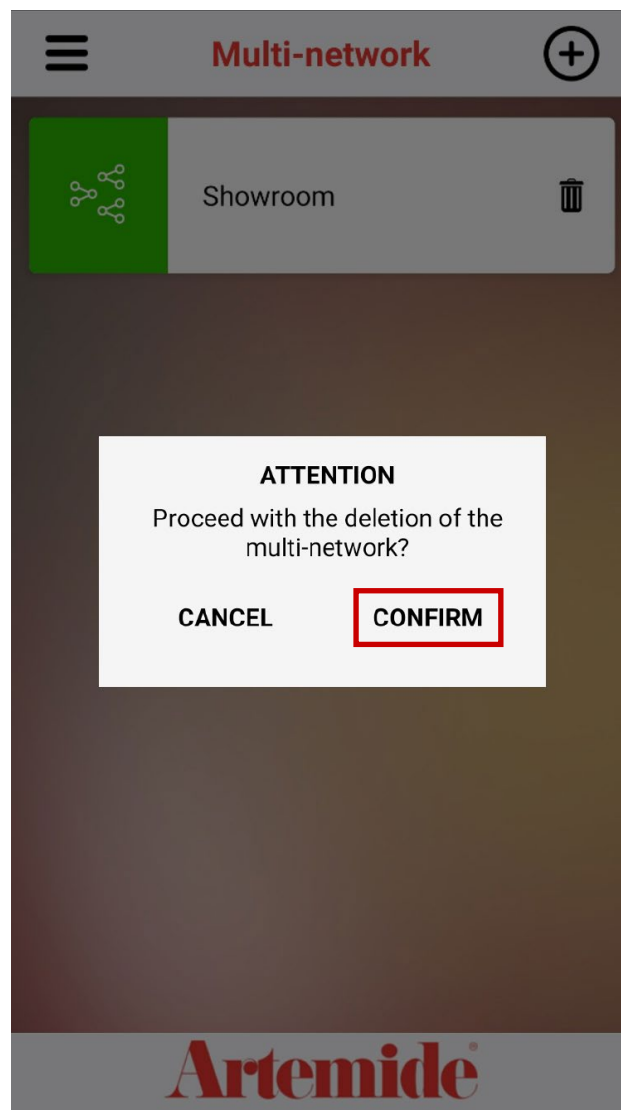 Multi-network
Showroom
ATTENTION
Proceed with the deletion of the
multi-network?
CANCEL CONFIRM
Artemide®